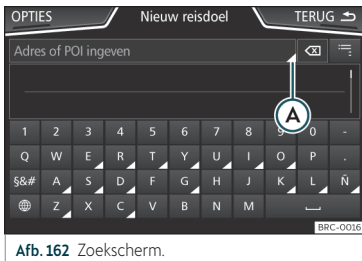 OPTIES Nieuw reisdoel TERUG
Adres of POI ingeven
A
1 2 3 4 5 6 7 8 9 0 -
Q W E R T Y U I O P .
§&# A S D F G H J K L Ñ
Z X C V B N M
BRC-0016
Afb. 162 Zoekscherm.